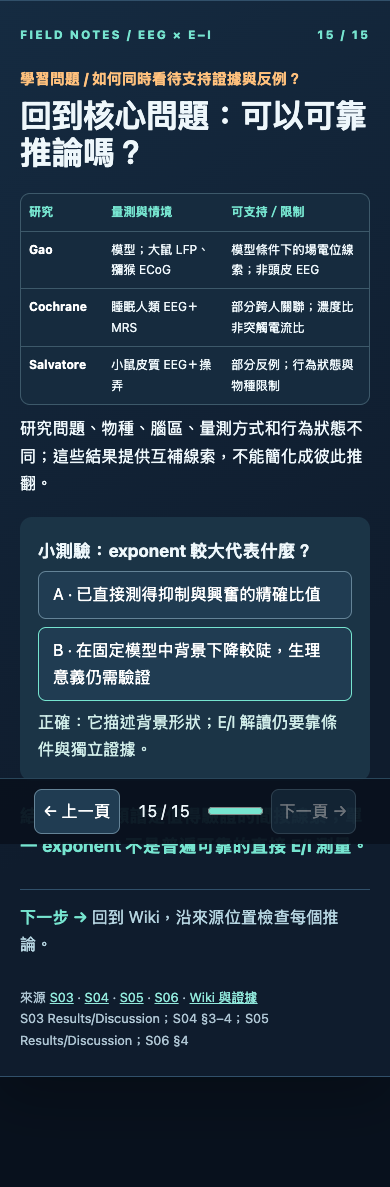 FIELD NOTES / EEG × E–I
15 / 15
學習問題 / 如何同時看待支持證據與反例？
回到核心問題：可以可靠
推論嗎？
研究 量測與情境 可支持 / 限制
Gao 模型；大鼠 LFP、 模型條件下的場電位線
獼猴 ECoG 索；非頭皮 EEG
Cochrane 睡眠人類 EEG＋ 部分跨人關聯；濃度比
MRS 非突觸電流比
Salvatore 小鼠皮質 EEG＋操 部分反例；行為狀態與
弄 物種限制
研究問題、物種、腦區、量測方式和行為狀態不
同；這些結果提供互補線索，不能簡化成彼此推
翻。
小測驗：exponent 較大代表什麼？
A · 已直接測得抑制與興奮的精確比值
B · 在固定模型中背景下降較陡，生理
意義仍需驗證
正確：它描述背景形狀；E/I 解讀仍要靠條
件與獨立證據。
← 上一頁 15 / 15 下一頁 →
一 exponent 不是普遍可靠的直接 E/I 測量。
下一步 → 回到 Wiki，沿來源位置檢查每個推
論。
來源 S03 · S04 · S05 · S06 · Wiki 與證據
S03 Results/Discussion；S04 §3–4；S05
Results/Discussion；S06 §4